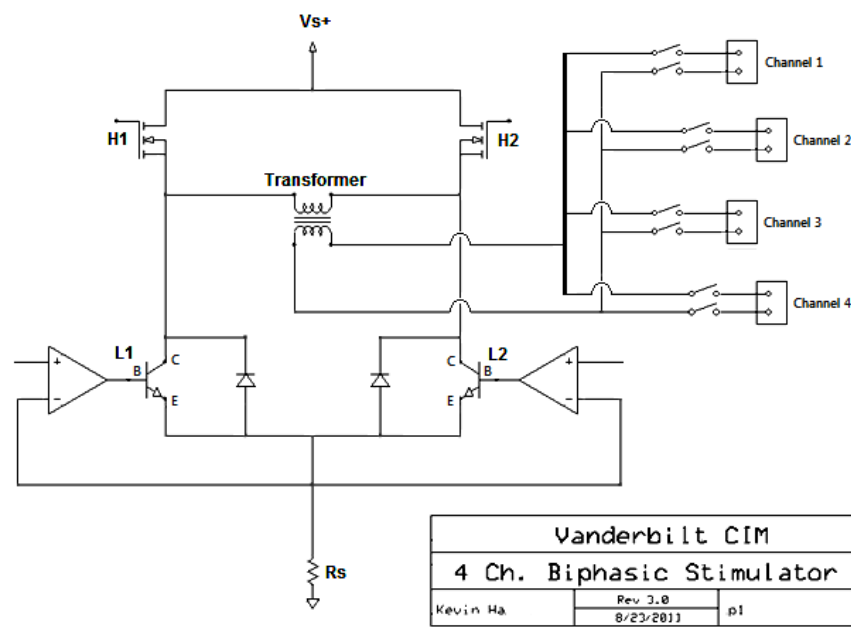 Vs+
H1
H2
Transformer
Channel 1
Channel 2
Channel 3
Channel 4
L1
L2
C
B
E
C
B
E
+
−
+
−
Rs
Vanderbilt CIM
4 Ch. Biphasic Stimulator
Kevin Ha
Rev 3.0
8/23/2011
p1